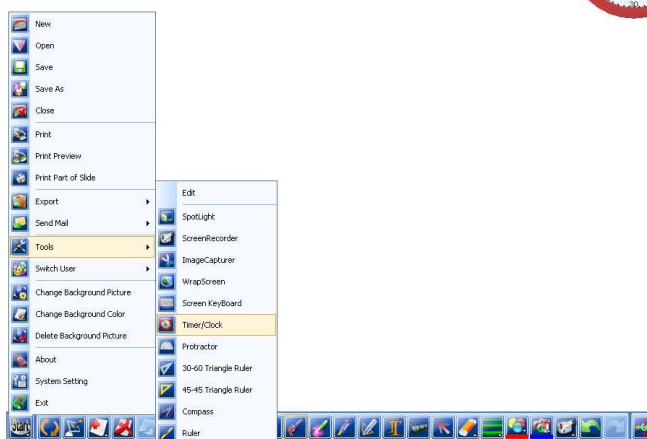 30
New
Open
Save
Save As
Close
Print
Print Preview
Print Part of Slide
Export
Send Mail
Tools
Switch User
Change Background Picture
Change Background Color
Delete Background Picture
About
System Setting
Exit
Edit
SpotLight
ScreenRecorder
ImageCapturer
WrapScreen
Screen KeyBoard
Timer/Clock
Protractor
30-60 Triangle Ruler
45-45 Triangle Ruler
Compass
Ruler
Start